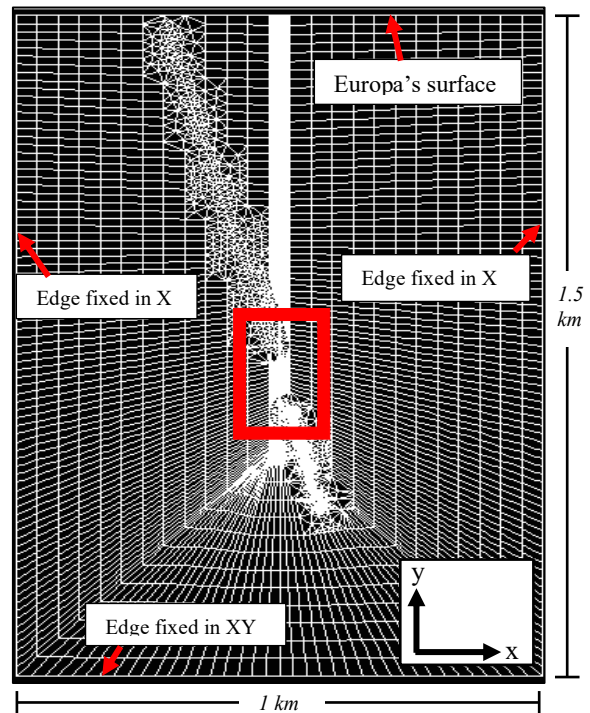 Europa’s surface
Edge fixed in X
Edge fixed in X
1.5
km
Edge fixed in XY
y
x
1 km